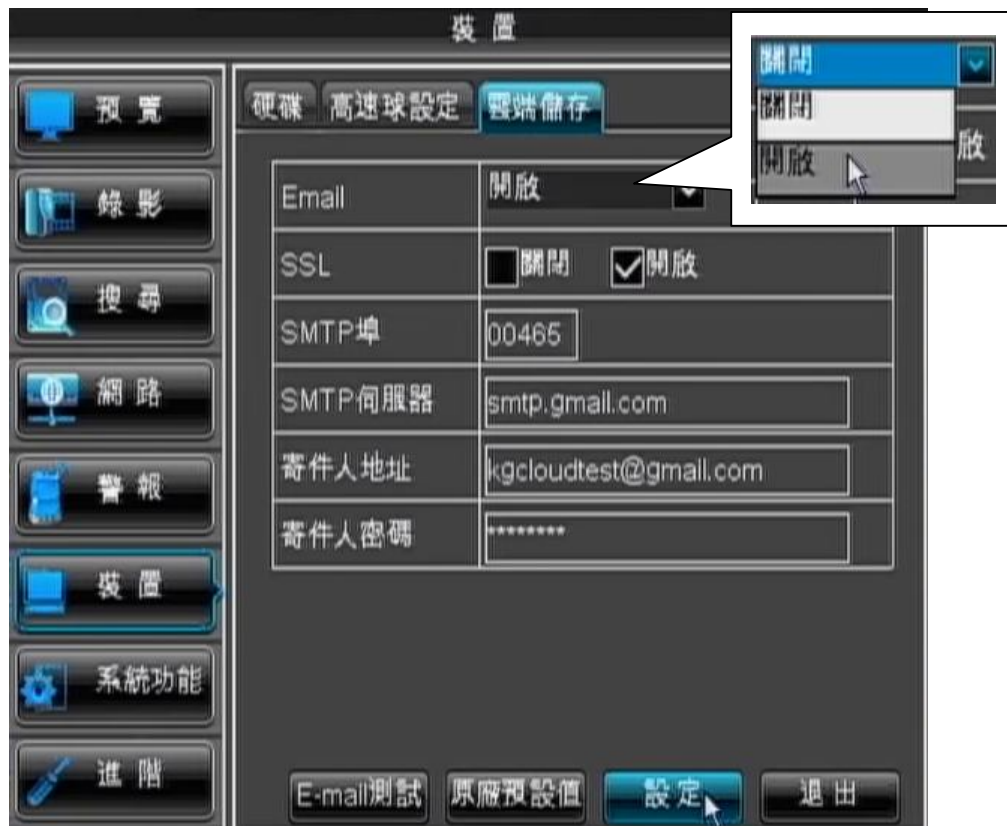 裝 置
關閉
關閉
開啟
啟
預 覽
錄 影
搜 尋
網 路
警 報
裝 置
系統功能
進 階
硬碟 高速球設定 雲端儲存
Email 開啟
SSL 關閉 開啟
SMTP埠 00465
SMTP伺服器 smtp.gmail.com
寄件人地址 kgcloudtest@gmail.com
寄件人密碼 ********
E-mail測試 原廠預設值 設定 退出